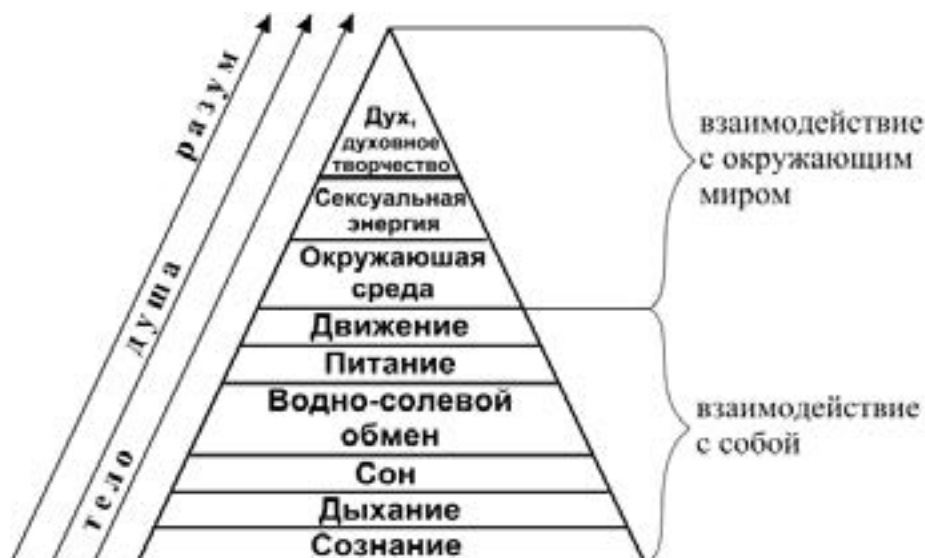 разум
душа
тело
Дух,
духовное
творчество
Сексуальная
энергия
Окружаюшая
среда
Движение
Питание
Водно-солевой
обмен
Сон
Дыхание
Сознание
взаимодействие
с окружающим
миром
взаимодействие
с собой